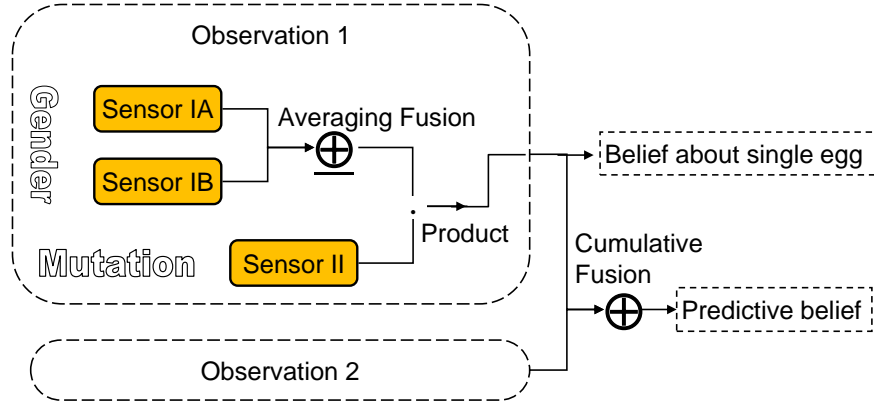 Observation 1
Gender
Sensor IA
Averaging Fusion
Sensor IB
Belief about single egg
Product
Mutation
Sensor II
Cumulative
Fusion
Predictive belief
Observation 2